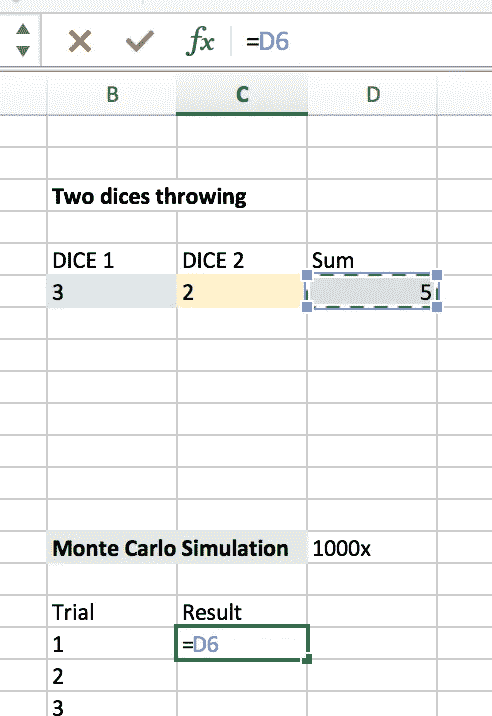 fx =D6
B C D
Two dices throwing
DICE 1 DICE 2 Sum
3 2 5
Monte Carlo Simulation 1000x
Trial Result
1 =D6
2
3